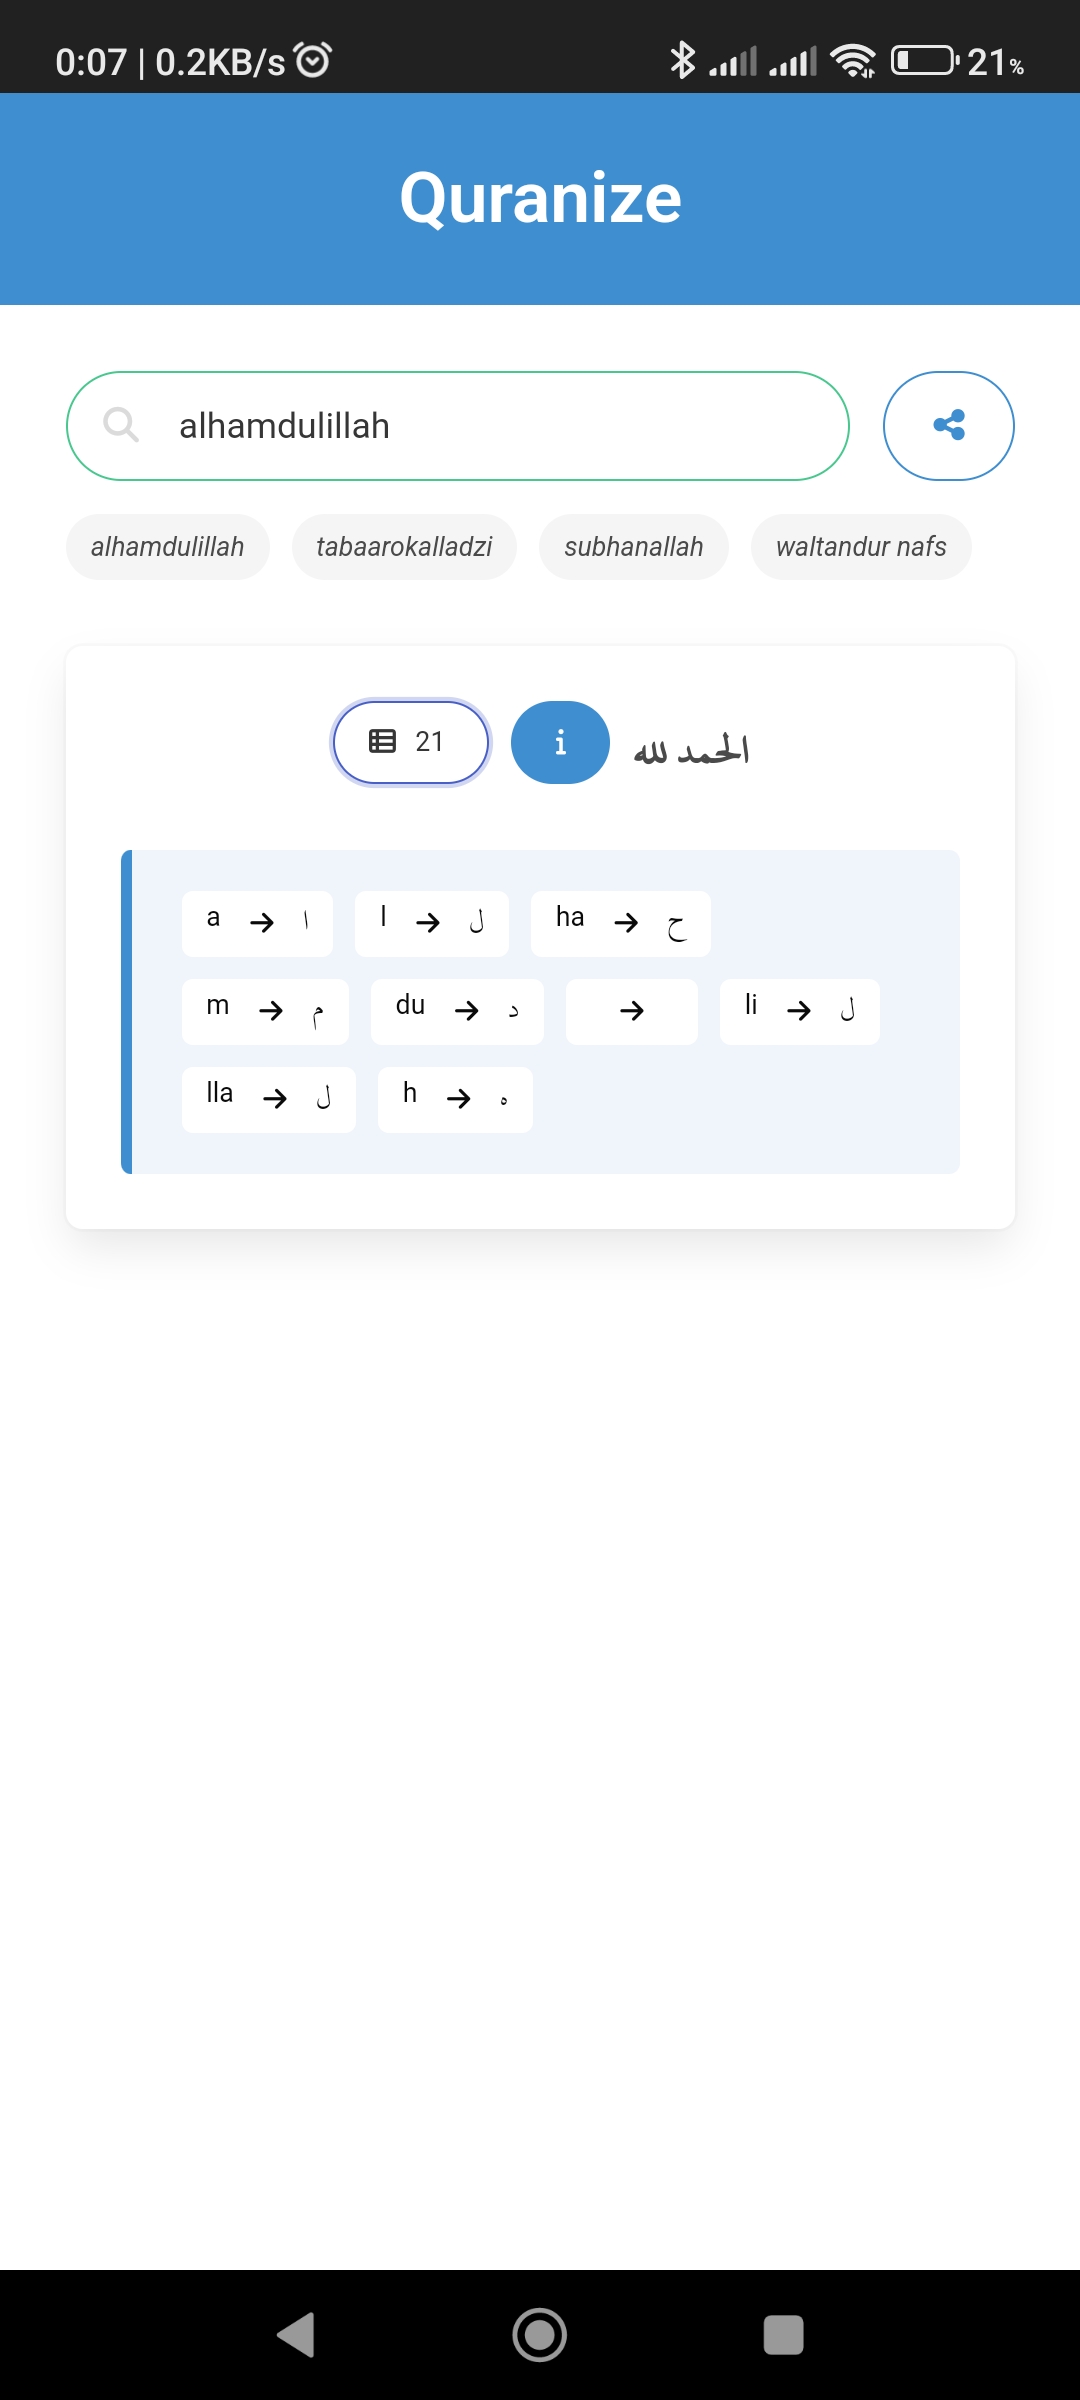 0:07 | 0.2KB/s 21%
Quranize
alhamdulillah
alhamdulillah tabaarokalladzi subhanallah waltandur nafs
21 i الحمد لله
a → ا l → ل ha → ح
m → م du → د → li → ل
lla → ل h → ه